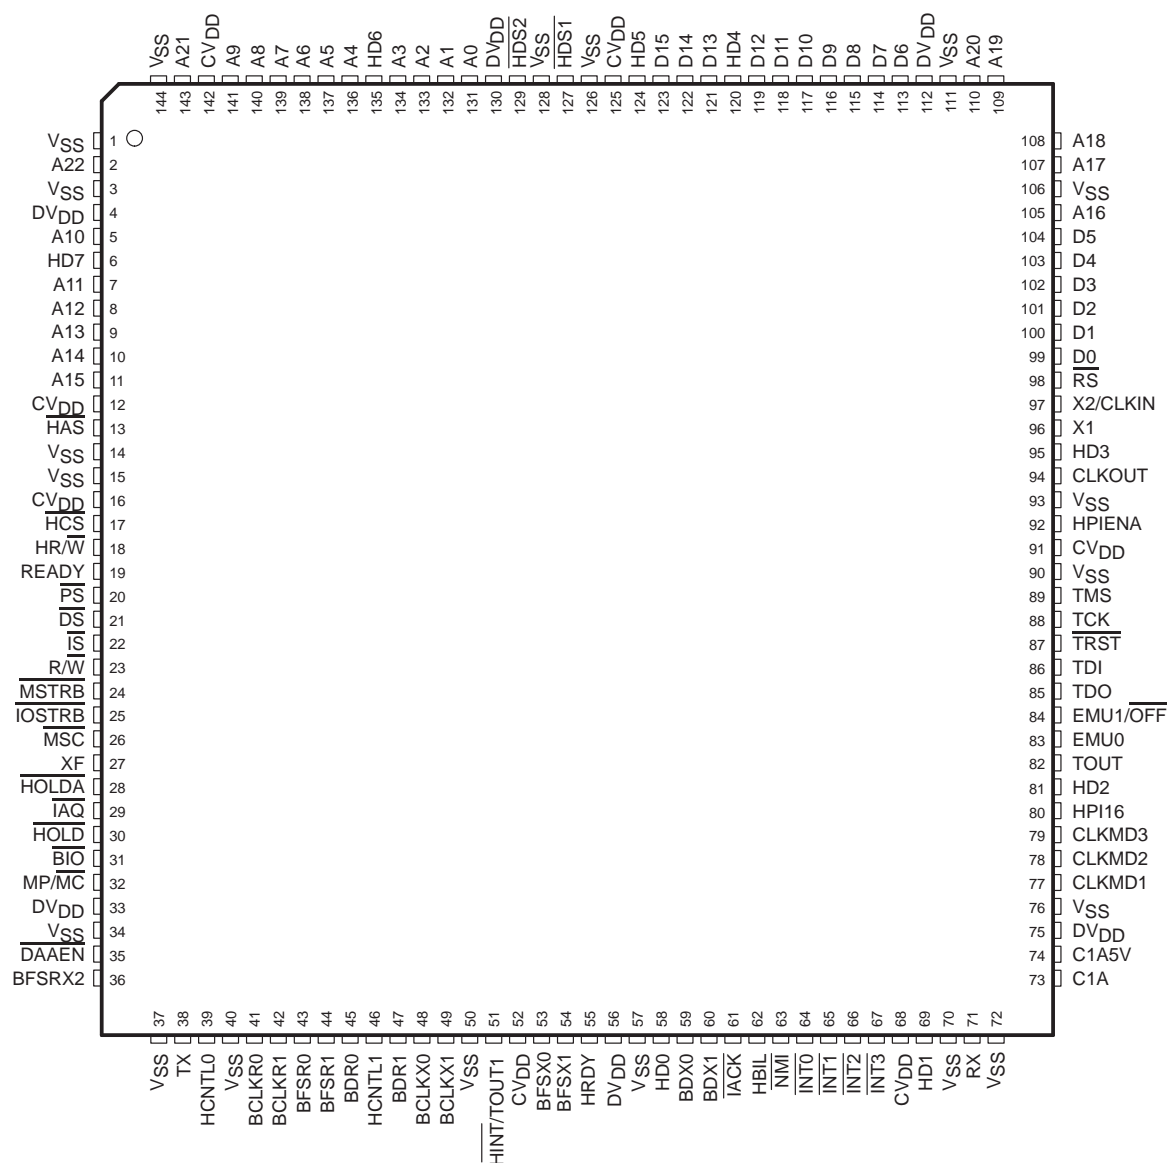 VSS A21 CVDD A9 A8 A7 A6 A5 A4 HD6 A3 A2 A1 A0 DVDD HDS2 VSS HDS1 VSS CVDD HD5 D15 D14 D13 HD4 D12 D11 D10 D9 D8 D7 D6 DVDD VSS A20 A19
144 143 142 141 140 139 138 137 136 135 134 133 132 131 130 129 128 127 126 125 124 123 122 121 120 119 118 117 116 115 114 113 112 111 110 109
VSS 1 108 A18
A22 2 107 A17
VSS 3 106 VSS
DVDD 4 105 A16
A10 5 104 D5
HD7 6 103 D4
A11 7 102 D3
A12 8 101 D2
A13 9 100 D1
A14 10 99 D0
A15 11 98 RS
CVDD 12 97 X2/CLKIN
HAS 13 96 X1
VSS 14 95 HD3
VSS 15 94 CLKOUT
CVDD 16 93 VSS
HCS 17 92 HPIENA
HR/W 18 91 CVDD
READY 19 90 VSS
PS 20 89 TMS
DS 21 88 TCK
IS 22 87 TRST
R/W 23 86 TDI
MSTRB 24 85 TDO
IOSTRB 25 84 EMU1/OFF
MSC 26 83 EMU0
XF 27 82 TOUT
HOLDA 28 81 HD2
IAQ 29 80 HPI16
HOLD 30 79 CLKMD3
BIO 31 78 CLKMD2
MP/MC 32 77 CLKMD1
DVDD 33 76 VSS
VSS 34 75 DVDD
DAAEN 35 74 C1A5V
BFSRX2 36 73 C1A
37 38 39 40 41 42 43 44 45 46 47 48 49 50 51 52 53 54 55 56 57 58 59 60 61 62 63 64 65 66 67 68 69 70 71 72
VSS TX HCNTL0 VSS BCLKR0 BCLKR1 BFSR0 BFSR1 BDR0 HCNTL1 BDR1 BCLKX0 BCLKX1 VSS HINT/TOUT1 CVDD BFSX0 BFSX1 HRDY DVDD VSS HD0 BDX0 BDX1 IACK HBIL NMI INT0 INT1 INT2 INT3 CVDD HD1 VSS RX VSS